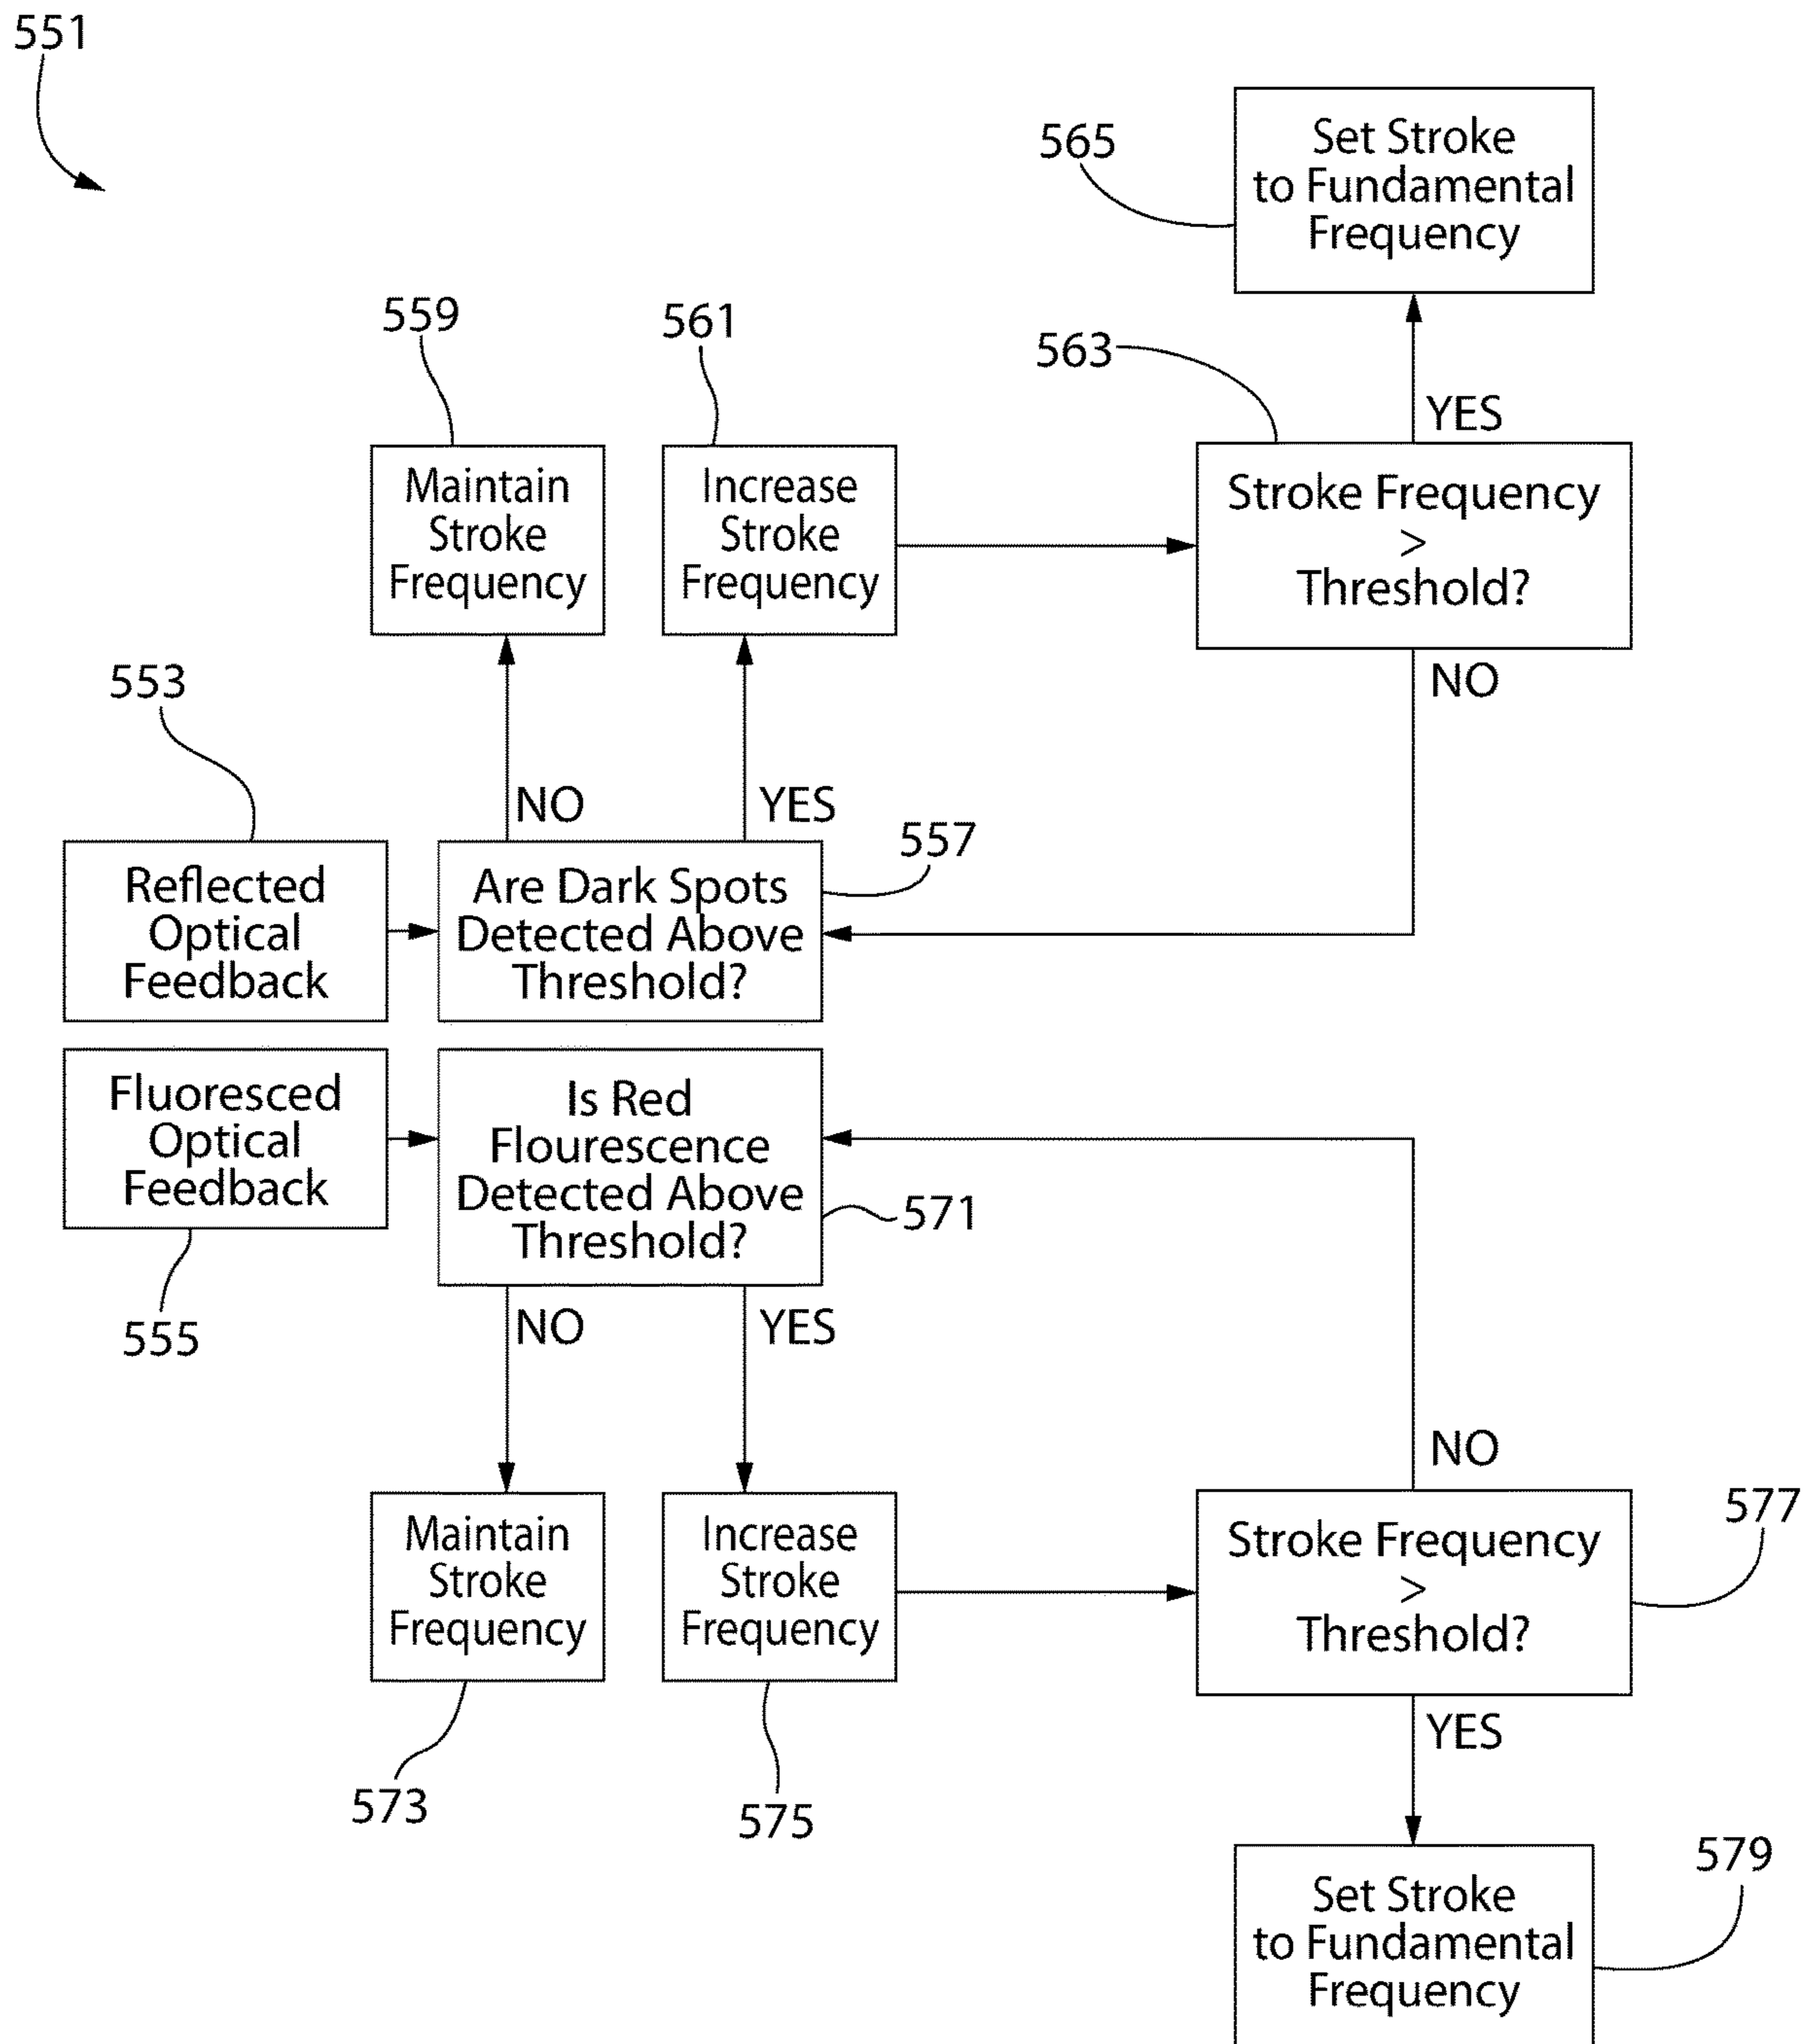 551
565
Set Stroke
to Fundamental
Frequency
559
561
563
YES
Maintain
Stroke
Frequency
Increase
Stroke
Frequency
Stroke Frequency
>
Threshold?
NO
553
NO
YES
557
Reflected
Optical
Feedback
Are Dark Spots
Detected Above
Threshold?
Fluoresced
Optical
Feedback
Is Red
Flourescence
Detected Above
Threshold?
571
555
NO
YES
NO
Maintain
Stroke
Frequency
Increase
Stroke
Frequency
Stroke Frequency
>
Threshold?
577
YES
573
575
579
Set Stroke
to Fundamental
Frequency